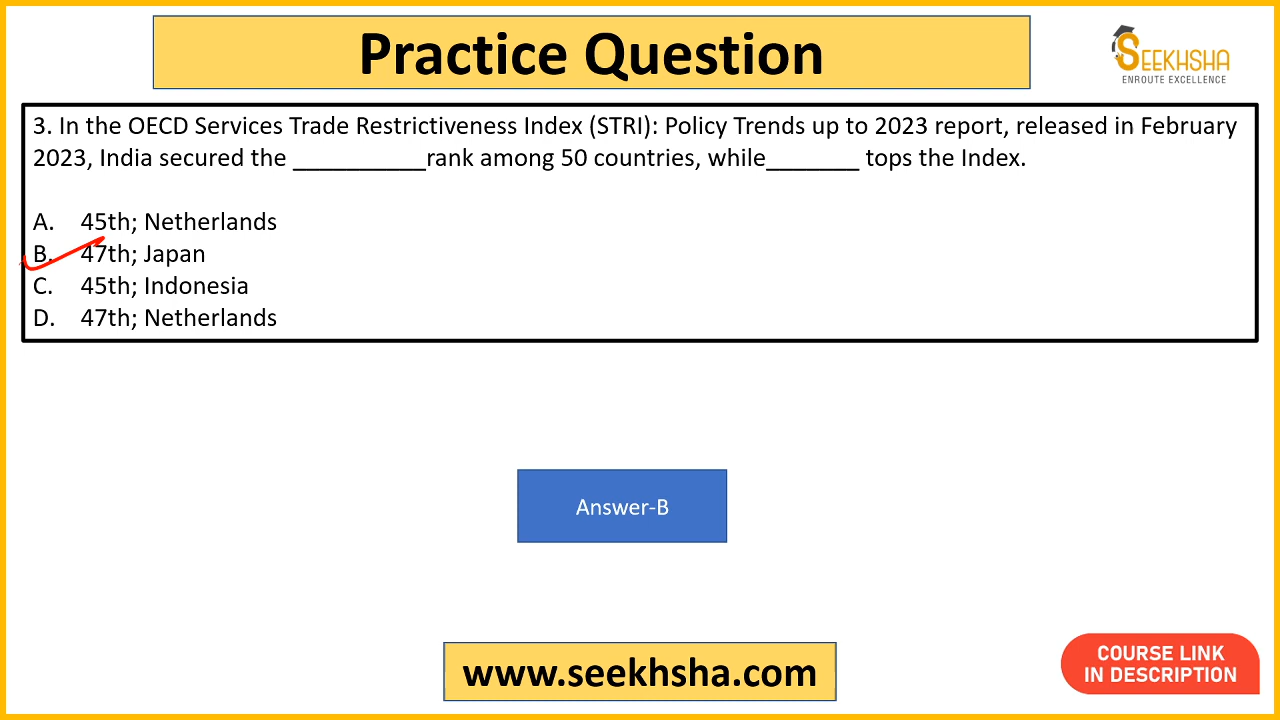 Practice Question
SEEKHSHA
ENROUTE EXCELLENCE
3. In the OECD Services Trade Restrictiveness Index (STRI): Policy Trends up to 2023 report, released in February
2023, India secured the ___________rank among 50 countries, while_______ tops the Index.
A. 45th; Netherlands
B. 47th; Japan
C. 45th; Indonesia
D. 47th; Netherlands
Answer-B
www.seekhsha.com
COURSE LINK
IN DESCRIPTION